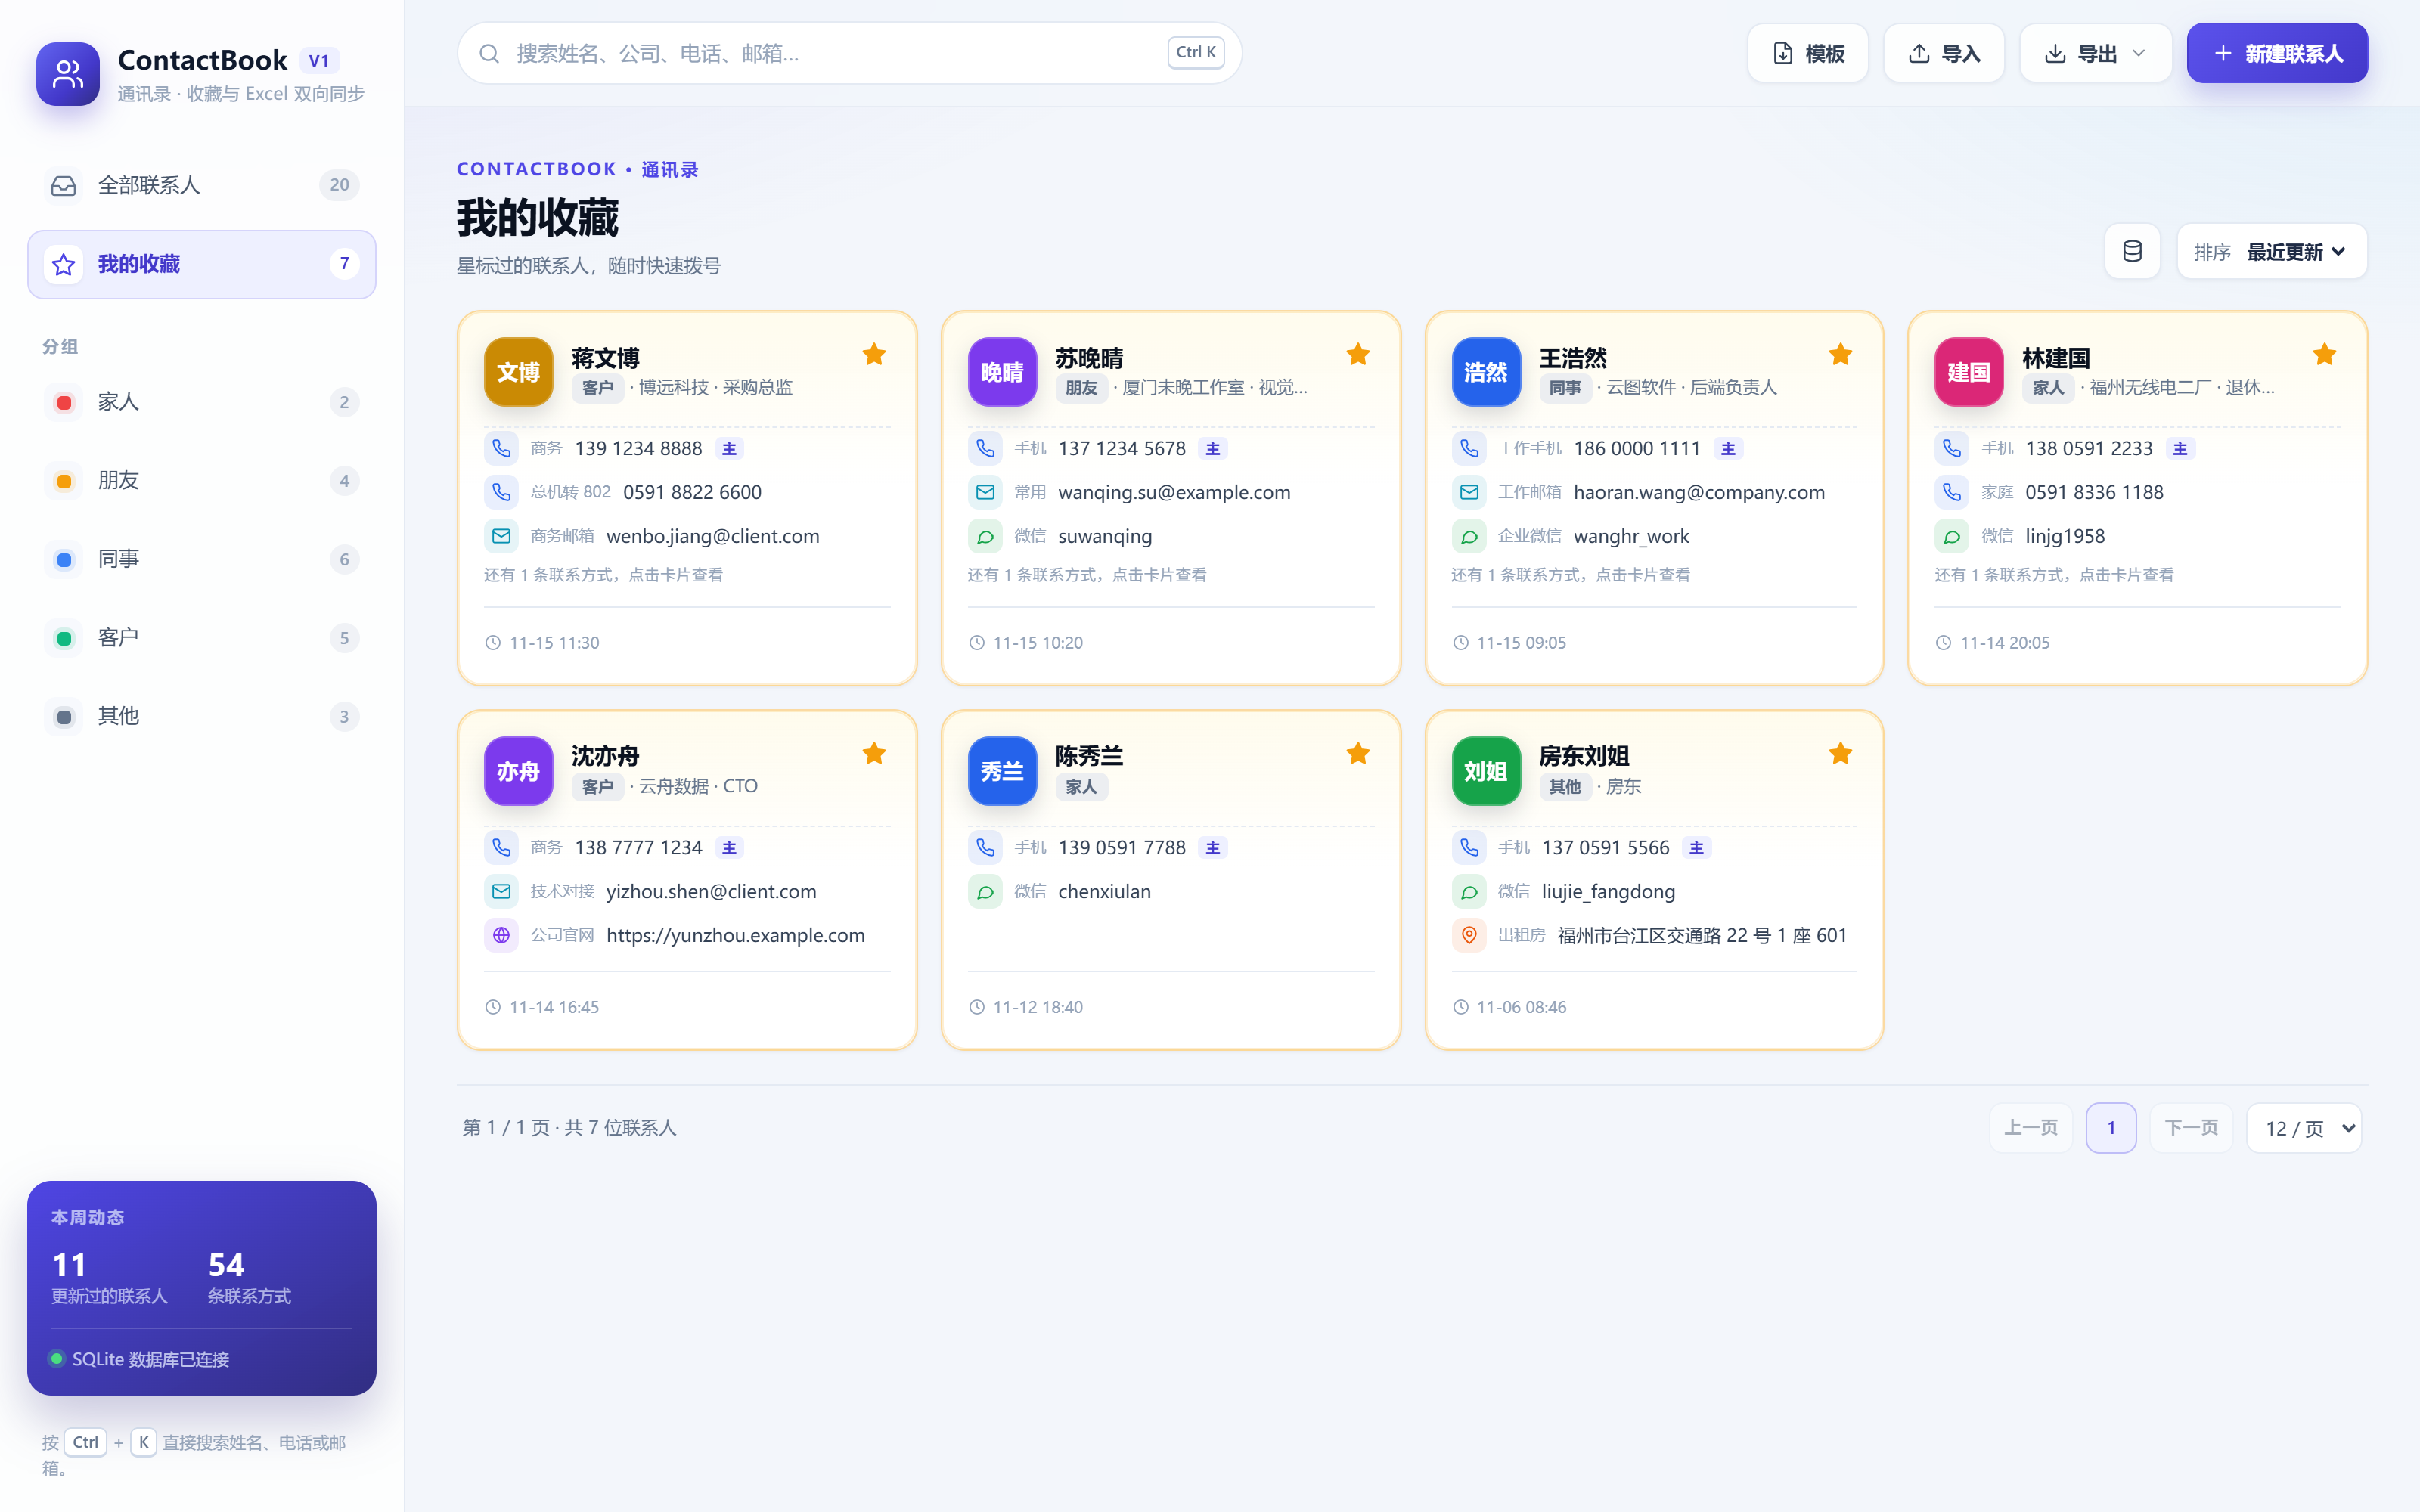 ContactBook V1
通讯录 · 收藏与 Excel 双向同步
全部联系人 20
我的收藏 7
分组
家人 2
朋友 4
同事 6
客户 5
其他 3
本周动态
11 54
更新过的联系人 条联系方式
SQLite 数据库已连接
按 Ctrl + K 直接搜索姓名、电话或邮
箱。
搜索姓名、公司、电话、邮箱... Ctrl K
模板 导入 导出 新建联系人
CONTACTBOOK • 通讯录
我的收藏
星标过的联系人，随时快速拨号
排序 最近更新
文博 蒋文博
客户 · 博远科技 · 采购总监
商务 139 1234 8888 主
总机转 802 0591 8822 6600
商务邮箱 wenbo.jiang@client.com
还有 1 条联系方式，点击卡片查看
11-15 11:30
晚晴 苏晚晴
朋友 · 厦门未晚工作室 · 视觉...
手机 137 1234 5678 主
常用 wanqing.su@example.com
微信 suwanqing
还有 1 条联系方式，点击卡片查看
11-15 10:20
浩然 王浩然
同事 · 云图软件 · 后端负责人
工作手机 186 0000 1111 主
工作邮箱 haoran.wang@company.com
企业微信 wanghr_work
还有 1 条联系方式，点击卡片查看
11-15 09:05
建国 林建国
家人 · 福州无线电二厂 · 退休...
手机 138 0591 2233 主
家庭 0591 8336 1188
微信 linjg1958
还有 1 条联系方式，点击卡片查看
11-14 20:05
亦舟 沈亦舟
客户 · 云舟数据 · CTO
商务 138 7777 1234 主
技术对接 yizhou.shen@client.com
公司官网 https://yunzhou.example.com
11-14 16:45
秀兰 陈秀兰
家人
手机 139 0591 7788 主
微信 chenxiulan
11-12 18:40
刘姐 房东刘姐
其他 · 房东
手机 137 0591 5566 主
微信 liujie_fangdong
出租房 福州市台江区交通路 22 号 1 座 601
11-06 08:46
第 1 / 1 页 · 共 7 位联系人
上一页 1 下一页 12 / 页